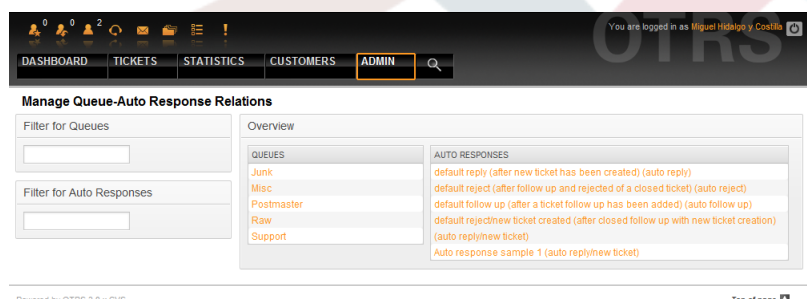 0 0 2
You are logged in as Miguel Hidalgo y Costilla
OTRS
DASHBOARD TICKETS STATISTICS CUSTOMERS ADMIN
Manage Queue-Auto Response Relations
Filter for Queues
Filter for Auto Responses
Overview
QUEUES
Junk
Misc
Postmaster
Raw
Support
AUTO RESPONSES
default reply (after new ticket has been created) (auto reply)
default reject (after follow up and rejected of a closed ticket) (auto reject)
default follow up (after a ticket follow up has been added) (auto follow up)
default reject/new ticket created (after closed follow up with new ticket creation)
(auto reply/new ticket)
Auto response sample 1 (auto reply/new ticket)
Top of page